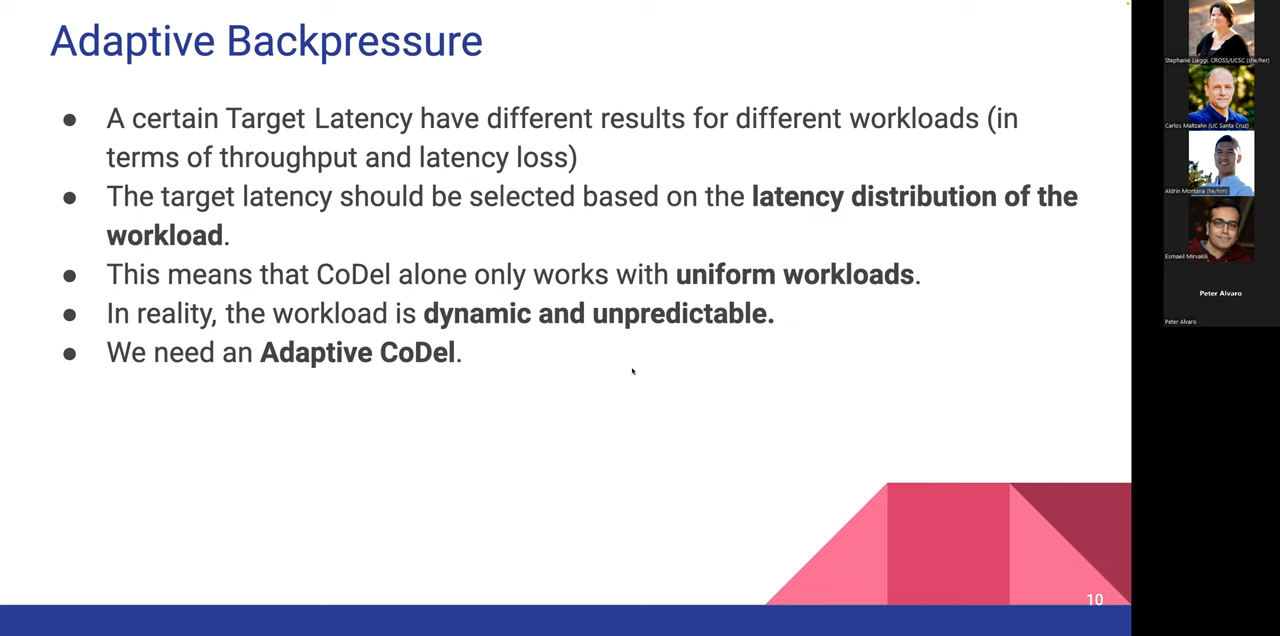 Adaptive Backpressure
● A certain Target Latency have different results for different workloads (in
terms of throughput and latency loss)
● The target latency should be selected based on the latency distribution of the
workload.
● This means that CoDel alone only works with uniform workloads.
● In reality, the workload is dynamic and unpredictable.
● We need an Adaptive CoDel.
10
Stephanie Lieggi, CROSS/UCSC (she/her)
Carlos Maltzahn (UC Santa Cruz)
Aldrin Montana (he/him)
Esmaeil Mirvakili
Peter Alvaro
Peter Alvaro